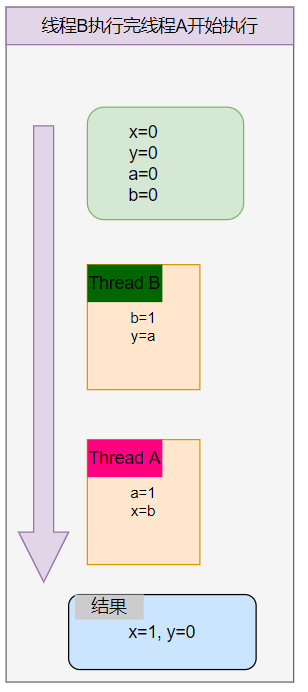 线程B执行完线程A开始执行
x=0
y=0
a=0
b=0
Thread B
b=1
y=a
Thread A
a=1
x=b
结果
x=1, y=0